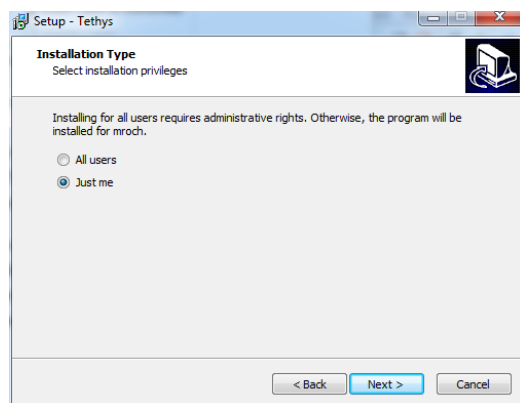 Setup - Tethys
Installation Type
Select installation privileges
Installing for all users requires administrative rights. Otherwise, the program will be
installed for mroch.
All users
Just me
< Back
Next >
Cancel